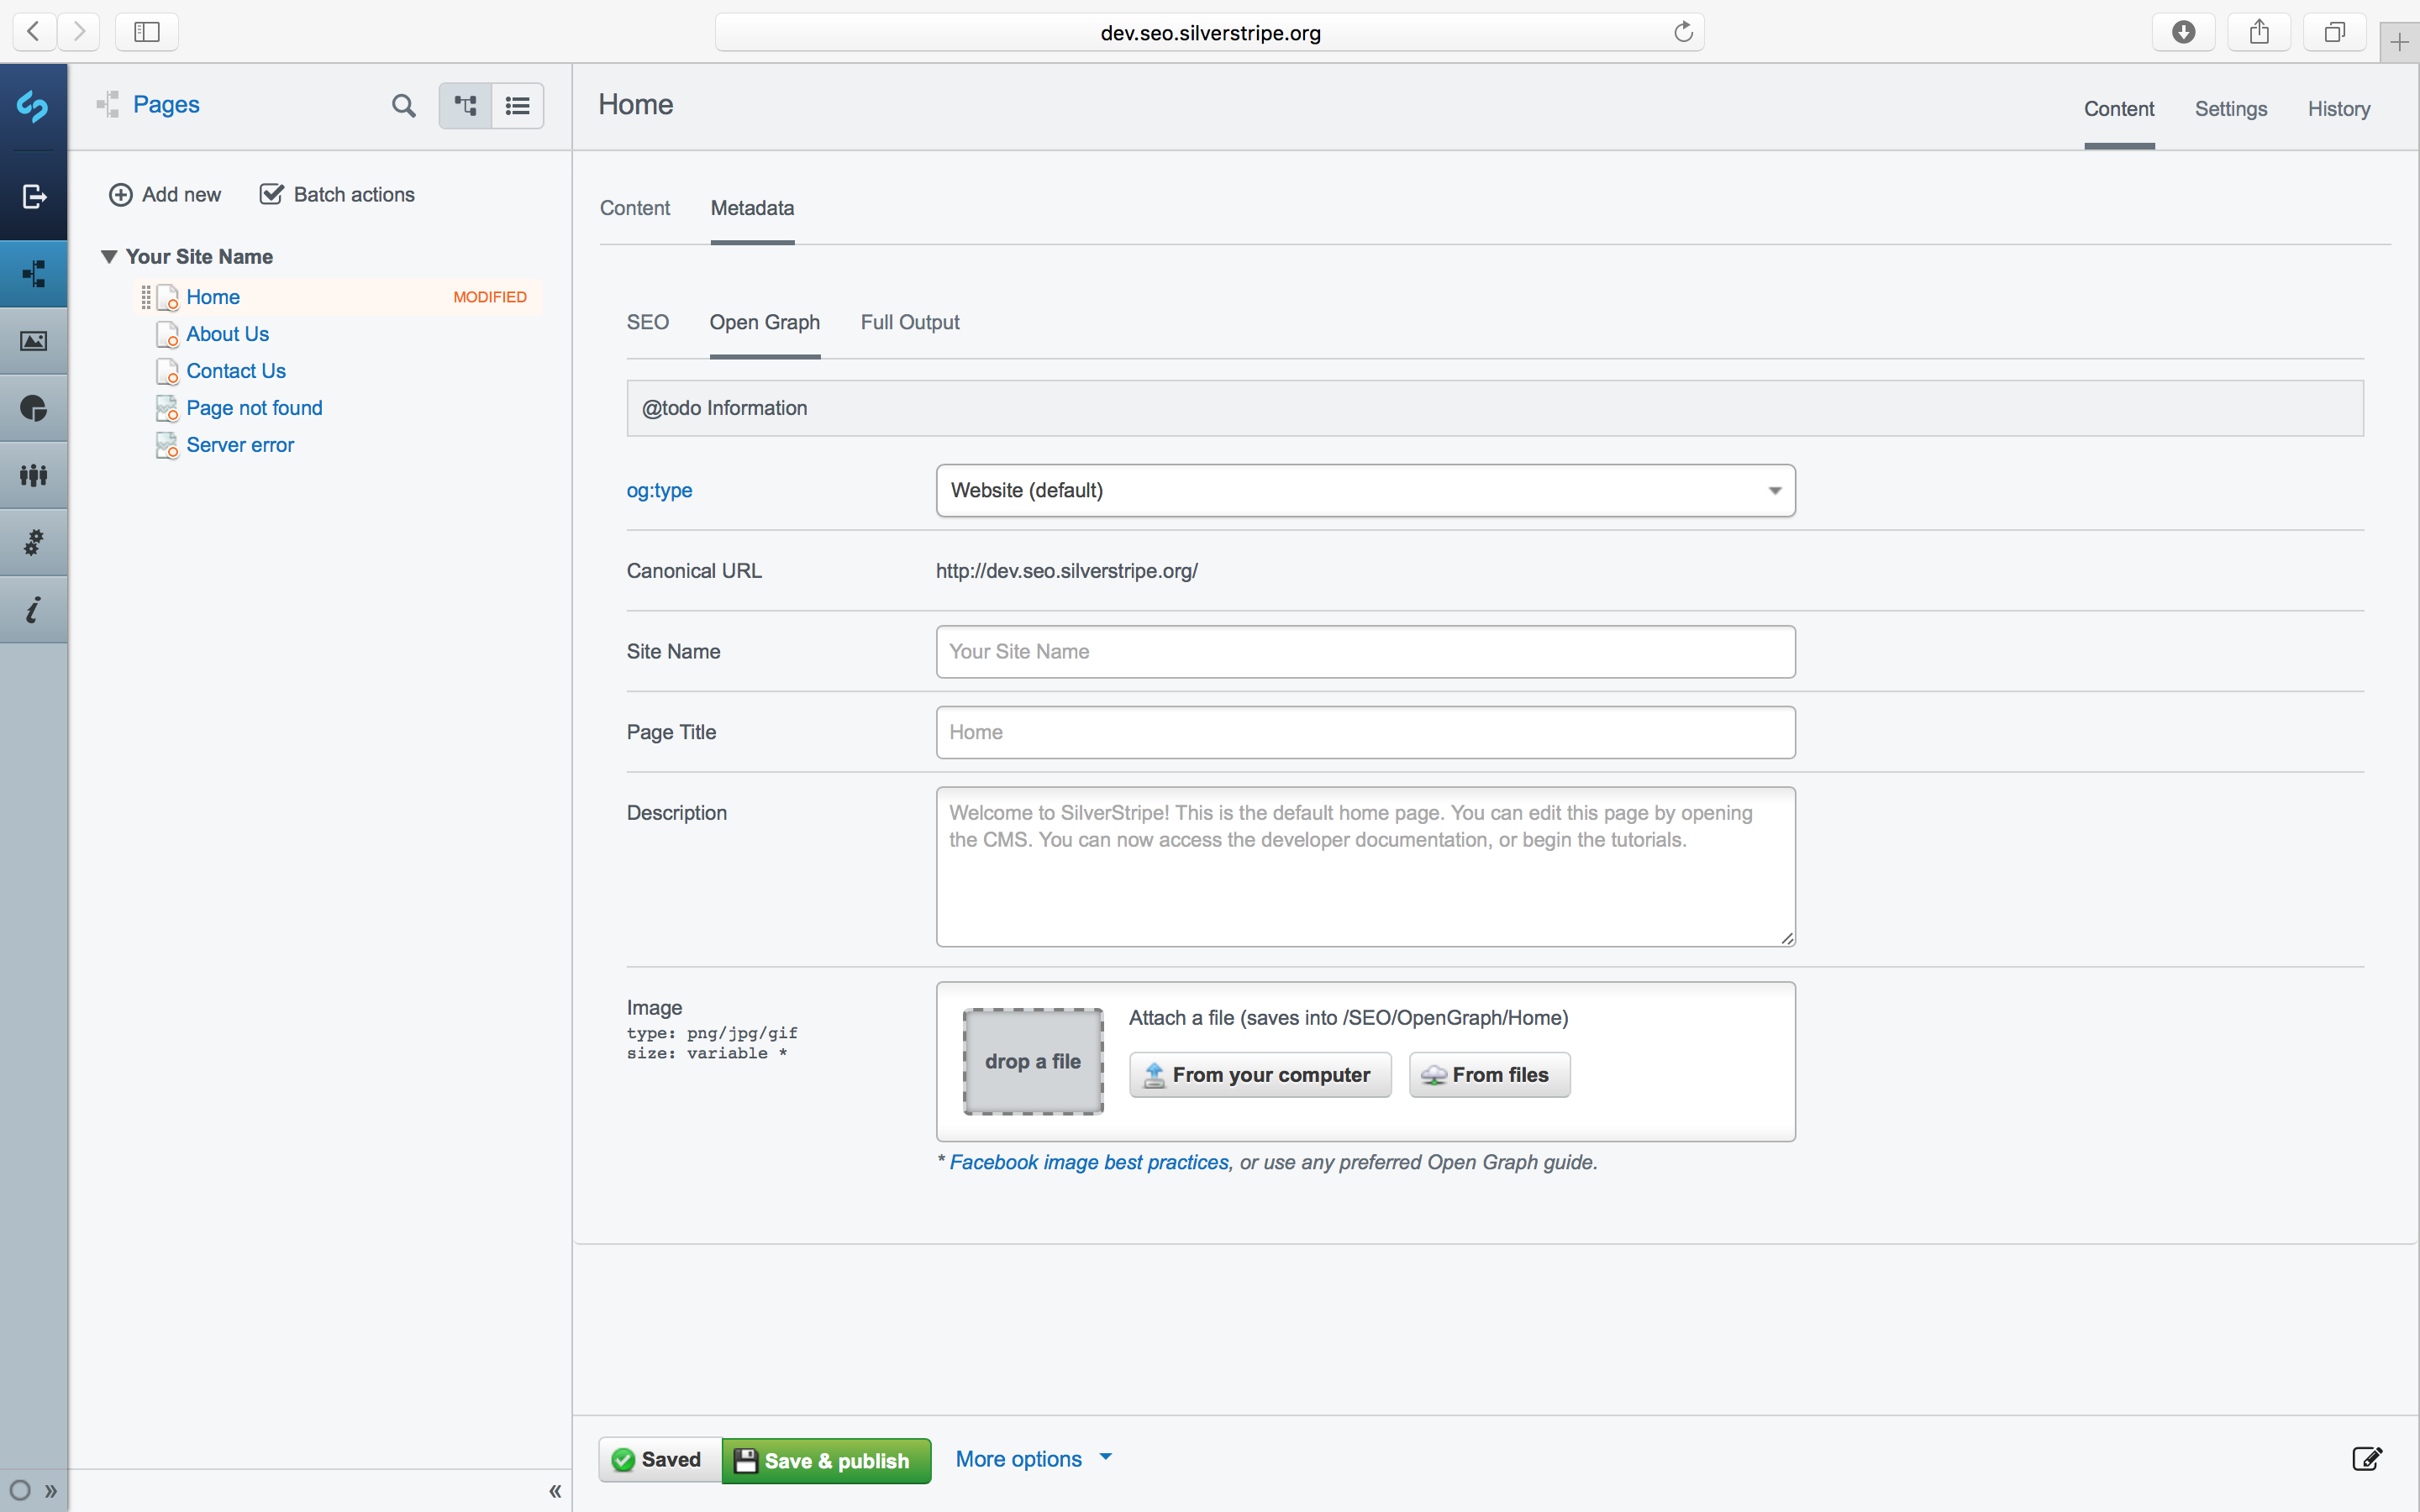 dev.seo.silverstripe.org
Pages
Home
Content
Settings
History
Add new
Batch actions
Your Site Name
Home
MODIFIED
About Us
Contact Us
Page not found
Server error
Content
Metadata
SEO
Open Graph
Full Output
@todo Information
og:type
Website (default)
Canonical URL
http://dev.seo.silverstripe.org/
Site Name
Your Site Name
Page Title
Home
Description
Welcome to SilverStripe! This is the default home page. You can edit this page by opening
the CMS. You can now access the developer documentation, or begin the tutorials.
Image
type: png/jpg/gif
size: variable *
drop a file
Attach a file (saves into /SEO/OpenGraph/Home)
From your computer
From files
* Facebook image best practices, or use any preferred Open Graph guide.
Saved
Save & publish
More options